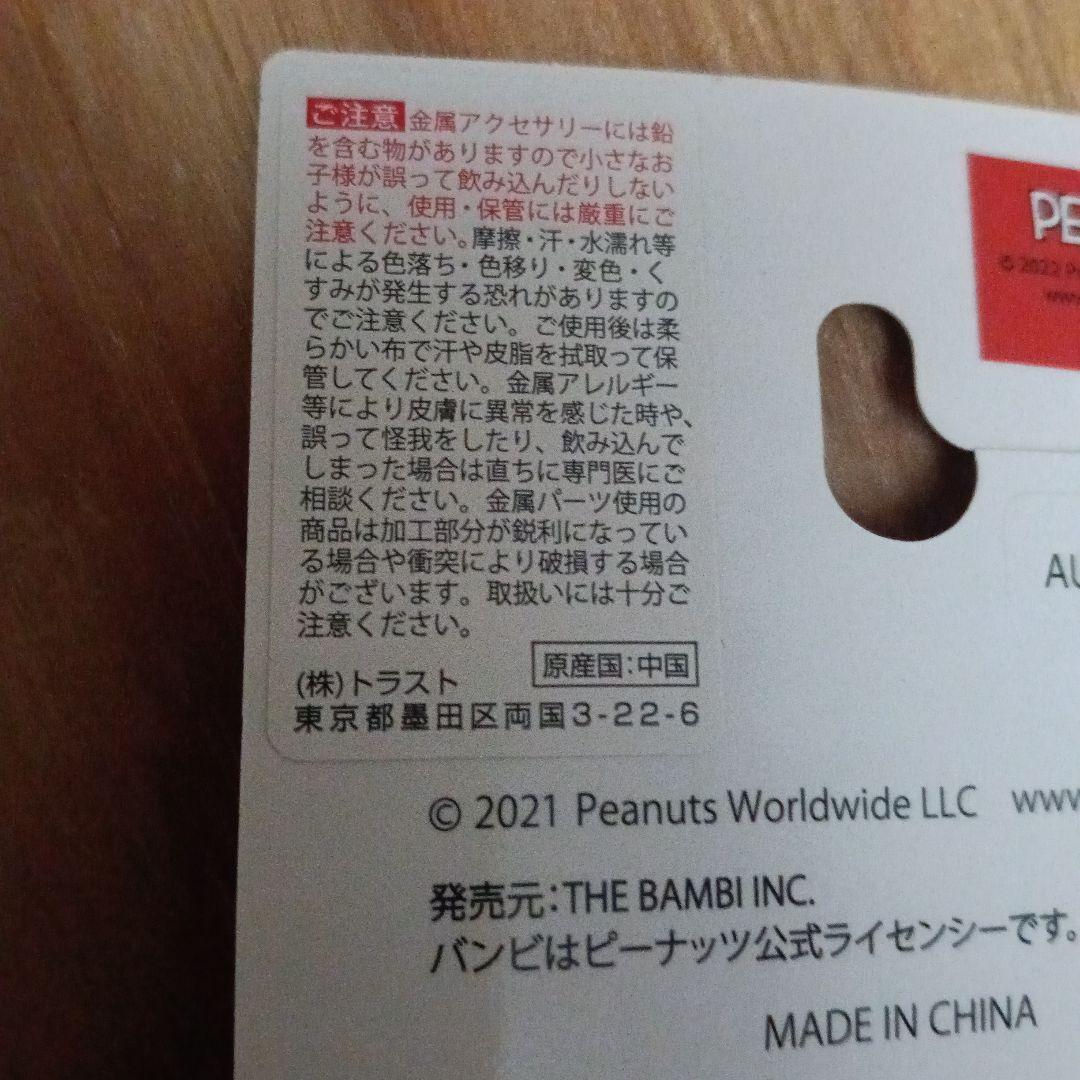 ご注意 金属アクセサリーには鉛
を含む物がありますので小さなお
子様が誤って飲み込んだりしない
ように、使用・保管には厳重にご
注意ください。摩擦・汗・水濡れ等
による色落ち・色移り・変色・く
すみが発生する恐れがありますの
でご注意ください。ご使用後は柔
らかい布で汗や皮脂を拭取って保
管してください。金属アレルギー
等により皮膚に異常を感じた時や、
誤って怪我をしたり、飲み込んで
しまった場合は直ちに専門医にご
相談ください。金属パーツ使用の
商品は加工部分が鋭利になってい
る場合や衝突により破損する場合
がございます。取扱いには十分ご
注意ください。
原産国:中国
(株)トラスト
東京都墨田区両国3-22-6
PE
© 2022 P
www
AU
© 2021 Peanuts Worldwide LLC www
発売元:THE BAMBI INC.
バンビはピーナッツ公式ライセンシーです。
MADE IN CHINA